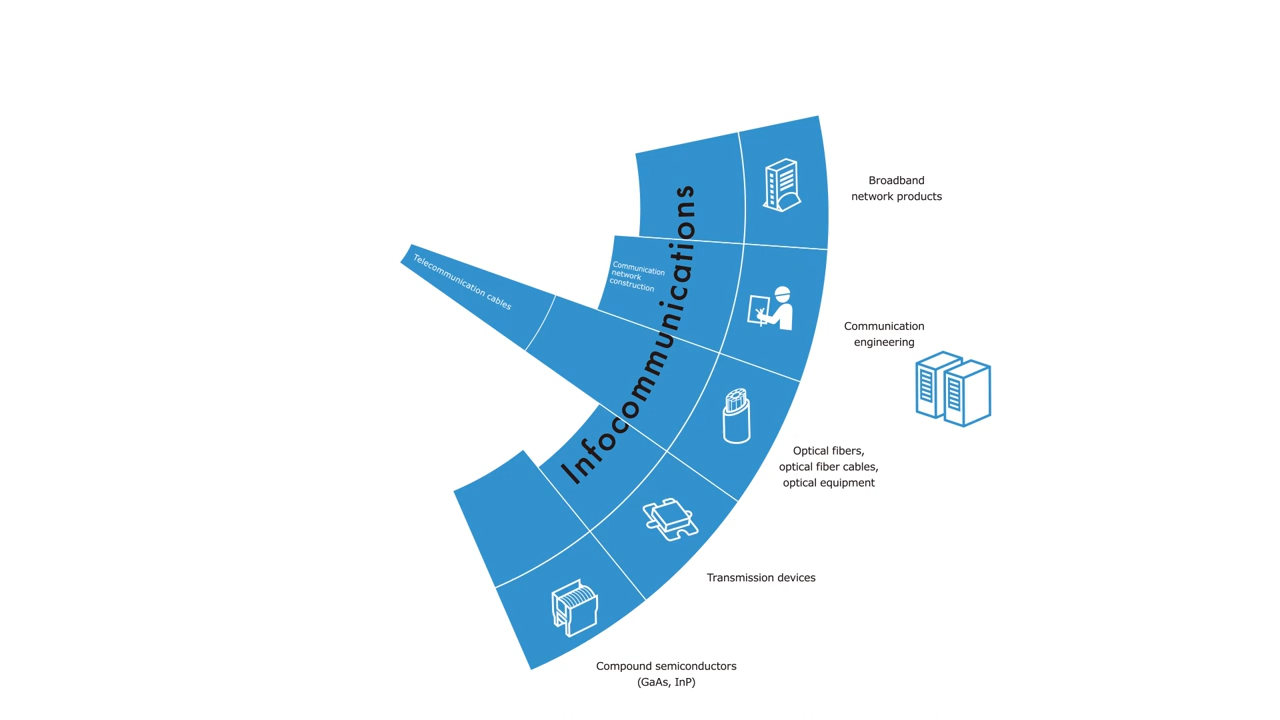 Broadband
network products
Infocommunications
Communication
network
construction
Telecommunication cables
Communication
engineering
Optical fibers,
optical fiber cables,
optical equipment
Transmission devices
Compound semiconductors
(GaAs, InP)